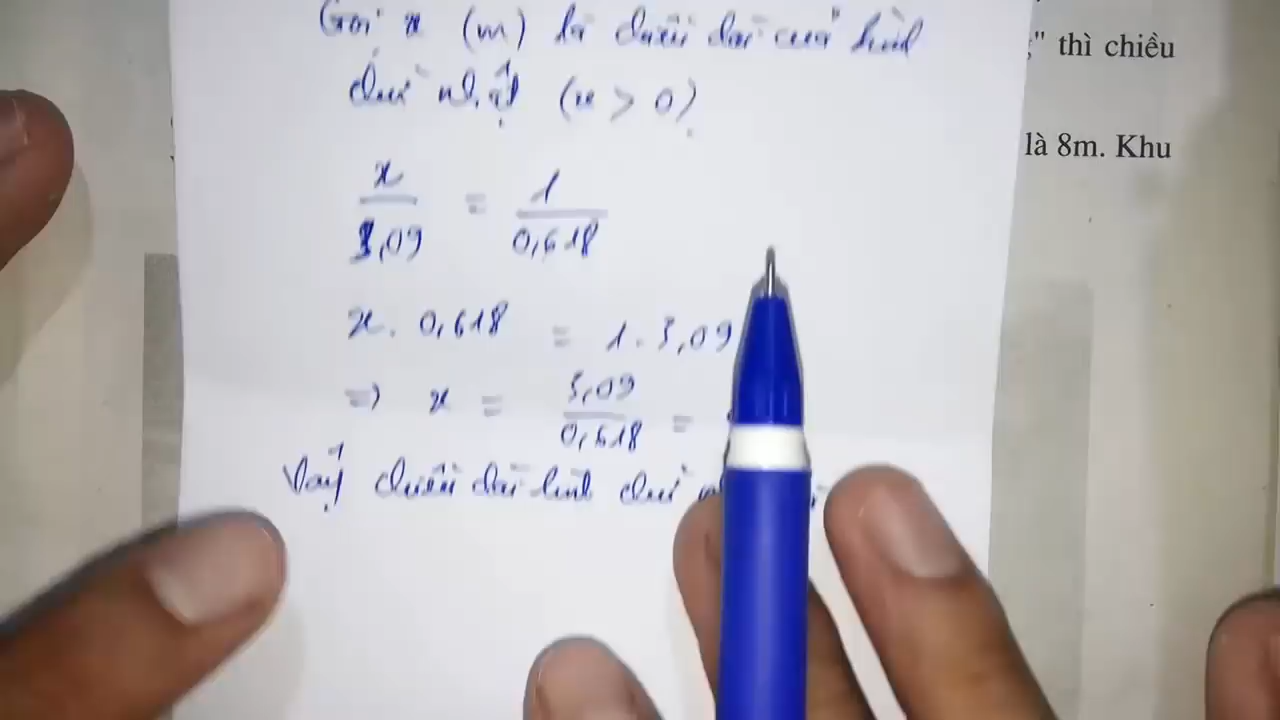 Gọi x (m) là chiều dài của hình
chữ nhật (x > 0)
x / 3,09 = 1 / 0,618
x. 0,618 = 1. 3,09
=> x = 3,09 / 0,618 =
Vậy chiều dài hình chữ
" thì chiều
là 8m. Khu